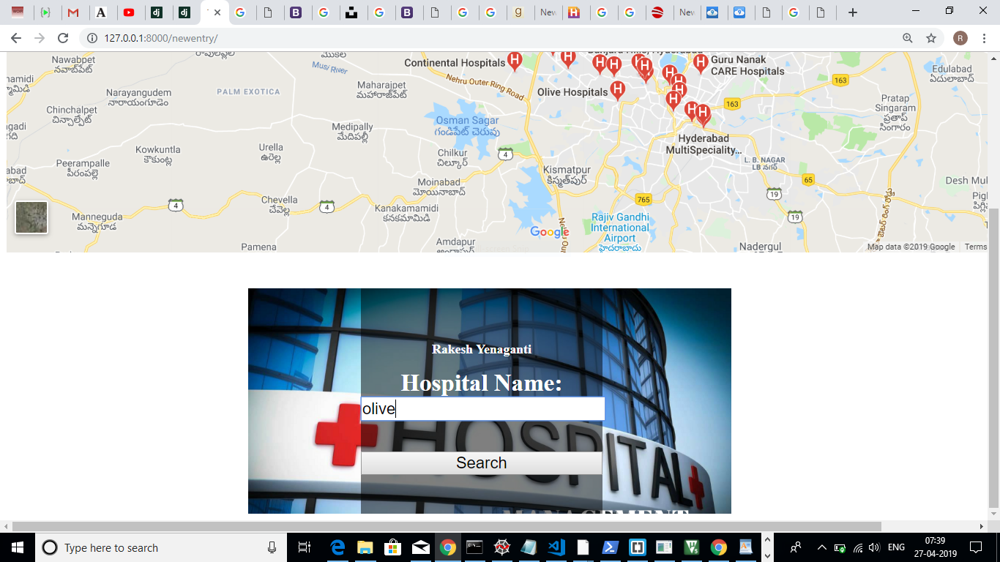 New
New
127.0.0.1:8000/newentry/
R
Nawabpet
నవాబ్‌పేట్
Musi River
Continental Hospitals
Guru Nanak
CARE Hospitals
Edulabad
ఏదులాబాద్
Narayangudem
నారాయంగూడెం
PALM EXOTICA
Maharajpet
మహారాజ్‌పేట్
Nehru Outer Ring Road
Olive Hospitals
163
163
Chinchalpet
చిన్చాల్పేట్
Pratap
Singaram
ప్రతాప్
సింగారం
Osman Sagar
గండిపేట్ చెరువు
Medipally
మేడిపల్లీ
Kowkuntla
కౌకుంట్ల
Urella
ఉరెల్ల
Chilkur
చిల్కూర్
4
Hyderabad
MultiSpeciality...
Peerampalle
పీరంపల్లె
Moinabad
మోయినాబాద్
Kismatpur
కిస్మత్‌పుర్
L. B. NAGAR
LB నగర్
65
Desh Muk
4
Chevella
చేవెల్ల
4
Kanakamamidi
కనకమామిడి
765
19
19
Manneguda
మన్నెగూడ
Rajiv Gandhi
International
Airport
హైదరాబాదు
Google
Pamena
Amdapur
Nadergul
Map data ©2019 Google
Terms
Rakesh Yenaganti
Hospital Name:
olive
HOSPITAL
Search
MANAGEMENT
Type here to search
ENG
07:39
27-04-2019